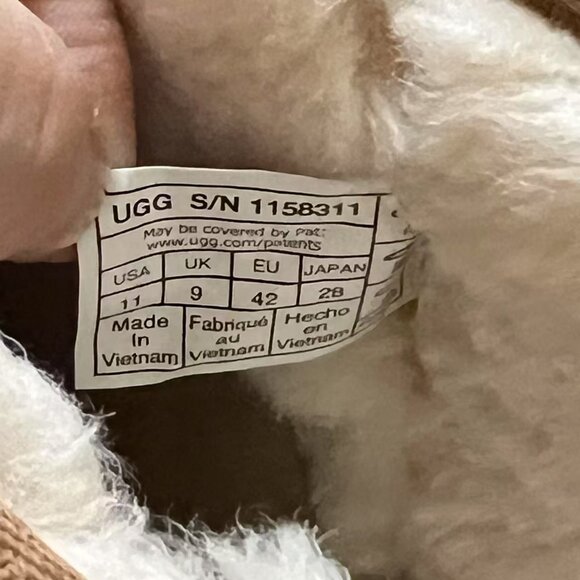 UGG S/N 1158311
May be covered by Pat:
www.ugg.com/patents
USA UK EU JAPAN
11 9 42 28
Made Fabriqué Hecho
In au en
Vietnam Vietnam Vietnam